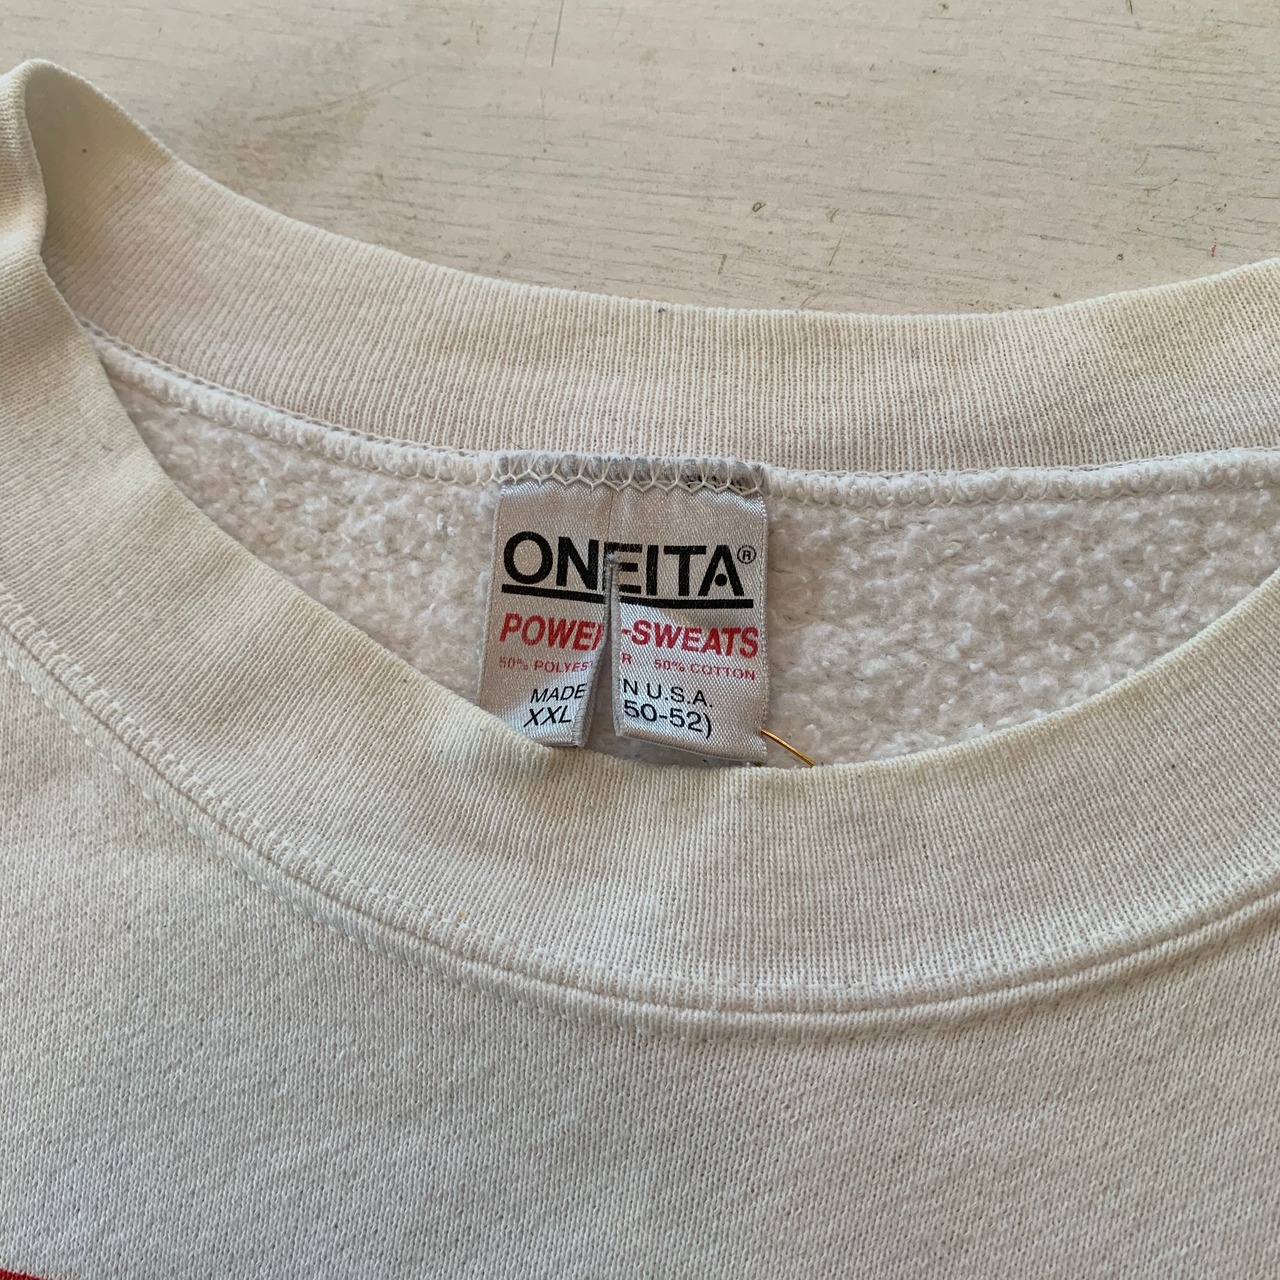 ONEITA®
POWER-SWEATS
50% POLYESTER 50% COTTON
MADE IN U.S.A.
XXL (50-52)